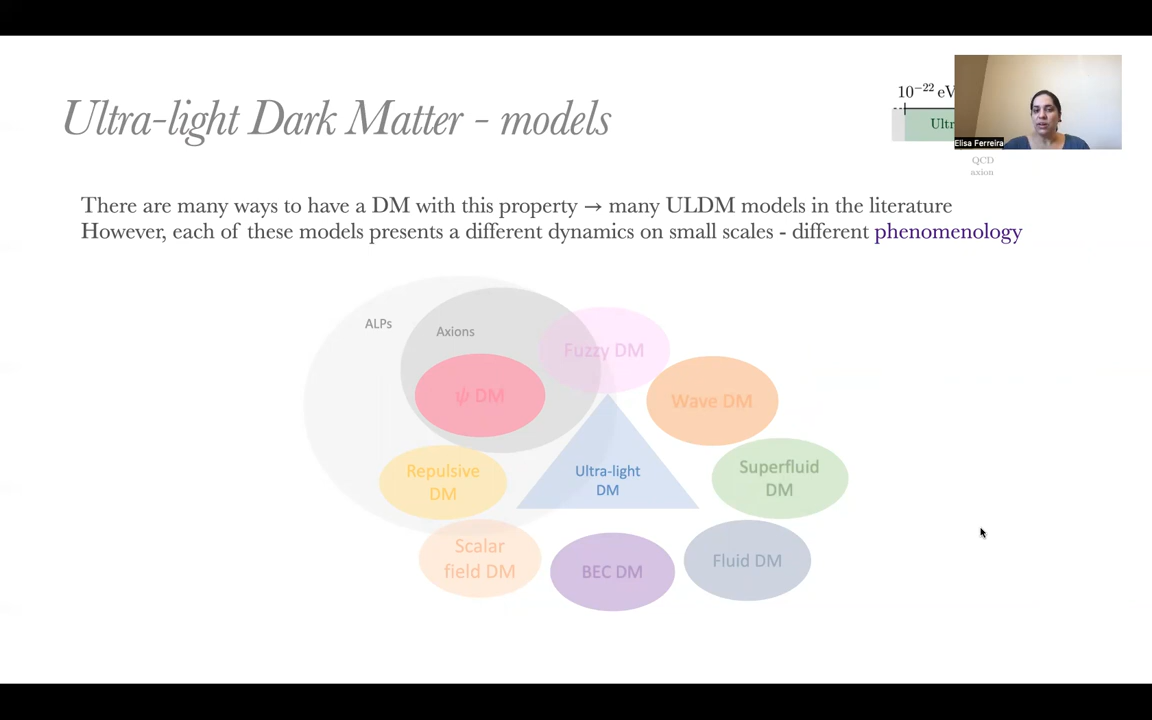 Ultra-light Dark Matter - models
10⁻²² eV
Ultr
Elisa Ferreira
QCD
axion
There are many ways to have a DM with this property → many ULDM models in the literature
However, each of these models presents a different dynamics on small scales - different phenomenology
ALPs
Axions
Fuzzy DM
ψ DM
Wave DM
Repulsive
DM
Ultra-light
DM
Superfluid
DM
Scalar
field DM
BEC DM
Fluid DM